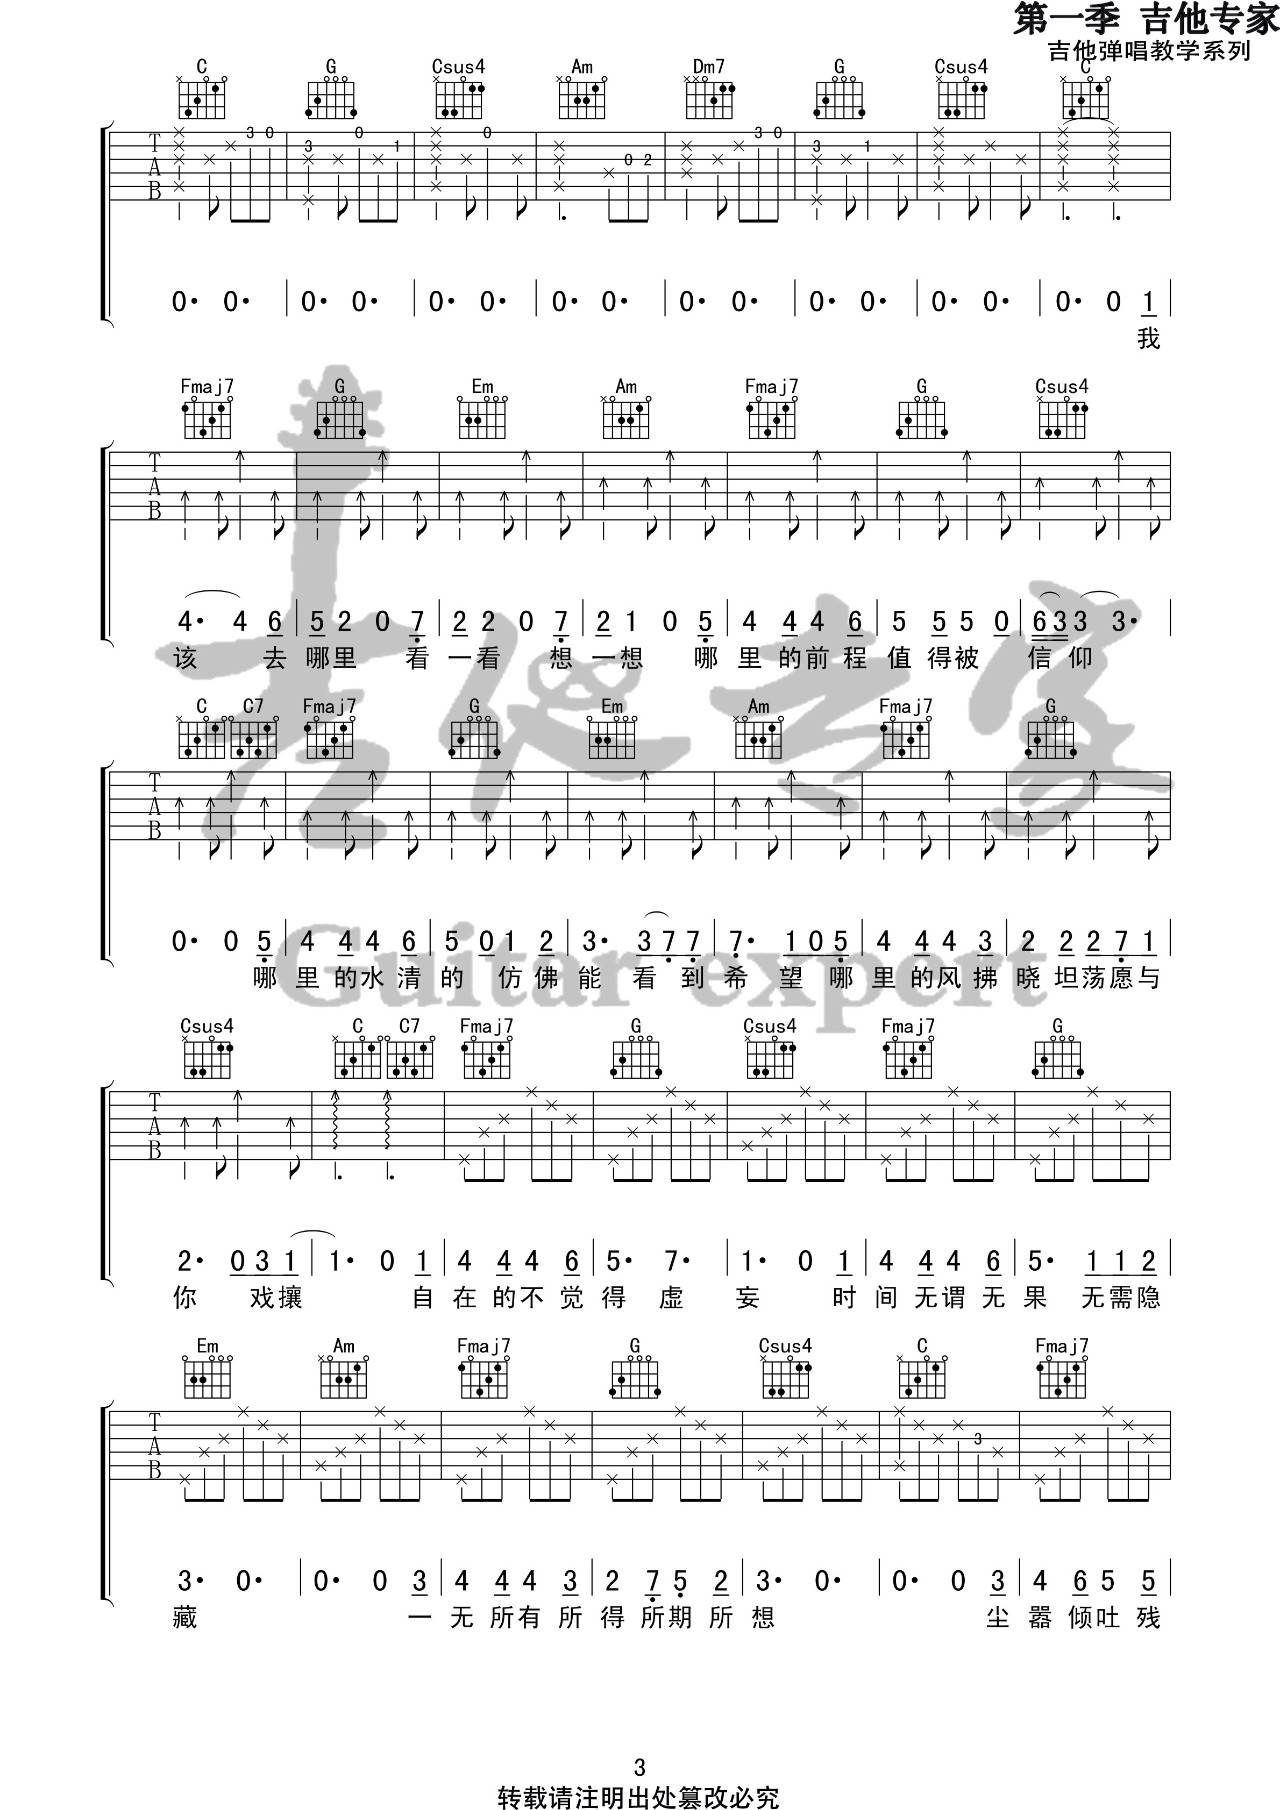 第一季 吉他专家
吉他弹唱教学系列
C G Csus4 Am Dm7 G Csus4 C
T A B
3 0 3 0 1 0 0 2 3 0 3 1
0· 0· | 0· 0· | 0· 0· | 0· 0· | 0· 0· | 0· 0· | 0· 0· | 0· 0 1
我
Fmaj7 G Em Am Fmaj7 G Csus4
T A B
4· 4 6 | 5 2 0 7 | 2 2 0 7 | 2 1 0 5 | 4 4 4 6 | 5 5 5 0 | 6 3 3 3·
该 去 哪里 看 一看 想 一想 哪 里 的前 程 值 得被 信 仰
C C7 Fmaj7 G Em Am Fmaj7 G
T A B
0· 0 5 | 4 4 4 6 | 5 0 1 2 | 3· 3 7 7 | 7· 1 0 5 | 4 4 4 3 | 2 2 2 7 1
哪 里 的水 清 的 仿 佛 能 看 到 希 望 哪 里 的风 拂 晓 坦荡愿与
Csus4 C C7 Fmaj7 G Csus4 Fmaj7 G
T A B
2· 0 3 1 | 1· 0 1 | 4 4 4 6 | 5· 7· | 1· 0 1 | 4 4 4 6 | 5· 1 1 2
你 戏攘 自 在 的不 觉 得 虚 妄 时 间 无谓 无 果 无需隐
Em Am Fmaj7 G Csus4 C Fmaj7
T A B
3
3· 0· | 0· 0 3 | 4 4 4 3 | 2 7 5 2 | 3· 0· | 0· 0 3 | 4 6 5 5
藏 一 无 所有 所 得 所期 所 想 尘 嚣 倾吐 残
吉他专家
Guitar expert
3
转载请注明出处篡改必究